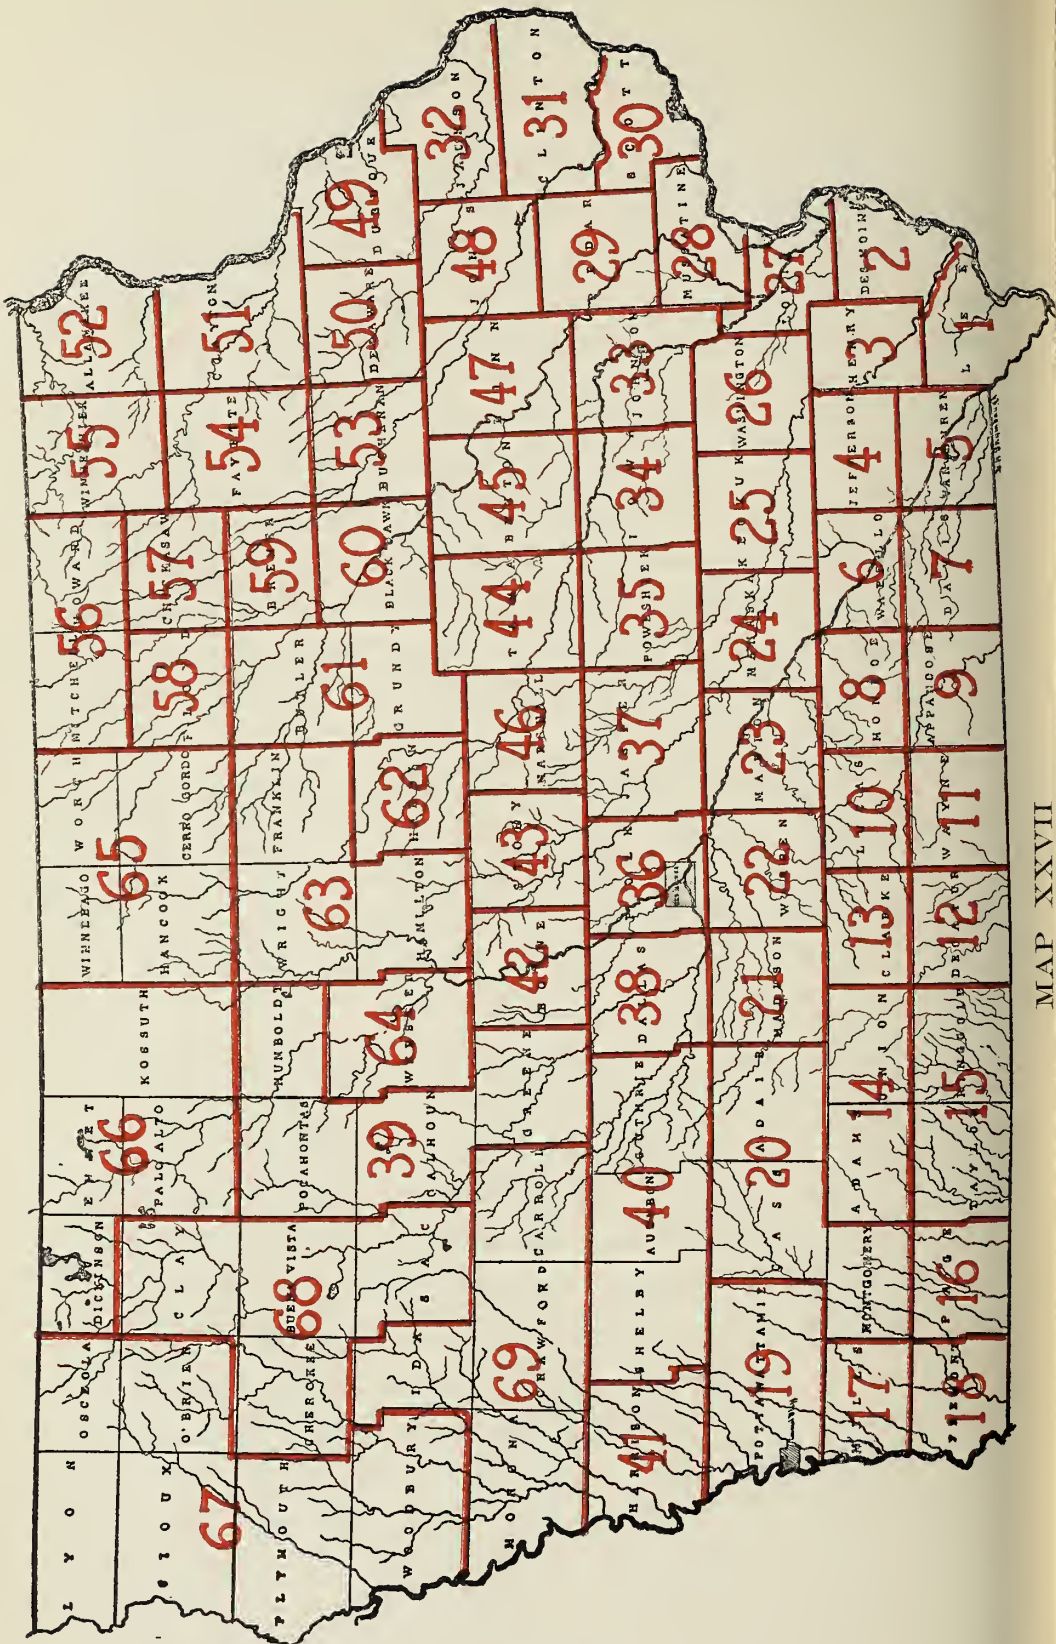 LYON
OSCEOLA
DICKINSON
EMMET
WINNEBAGO
WORTH
MITCHELL
HOWARD
ALLAMAKEE
66
65
56
55
52
SIOUX
O'BRIEN
CLAY
PALO ALTO
KOSSUTH
HANCOCK
CERRO GORDO
FLOYD
CHICKASAW
FAYETTE
CLAYTON
67
58
57
54
51
PLYMOUTH
CHEROKEE
BUENA VISTA
POCAHONTAS
HUMBOLDT
WRIGHT
FRANKLIN
BUTLER
BREMER
BUCHANAN
DELAWARE
DUBUQUE
68
63
61
59
60
53
50
49
WOODBURY
IDA
SAC
CALHOUN
WEBSTER
HAMILTON
HARDIN
GRUNDY
BLACK HAWK
39
64
62
MONONA
CRAWFORD
CARROLL
GREENE
BOONE
STORY
MARSHALL
TAMA
BENTON
LINN
JONES
JACKSON
69
42
43
46
44
45
47
48
32
HARRISON
SHELBY
AUDUBON
GUTHRIE
DALLAS
POLK
JASPER
POWESHIEK
IOWA
JOHNSON
CEDAR
CLINTON
SCOTT
41
40
38
36
37
35
34
33
29
31
30
POTTAWATTAMIE
CASS
ADAIR
MADISON
WARREN
MARION
MAHASKA
KEOKUK
WASHINGTON
LOUISA
MUSCATINE
19
20
21
22
23
24
25
26
27
28
MILLS
MONTGOMERY
ADAMS
UNION
CLARKE
LUCAS
MONROE
WAPELLO
JEFFERSON
HENRY
DES MOINES
17
14
13
10
8
6
4
3
2
FREMONT
PAGE
TAYLOR
RINGGOLD
DECATUR
WAYNE
APPANOOSE
DAVIS
VAN BUREN
LEE
18
16
15
12
11
9
7
5
1
MAP XXVII